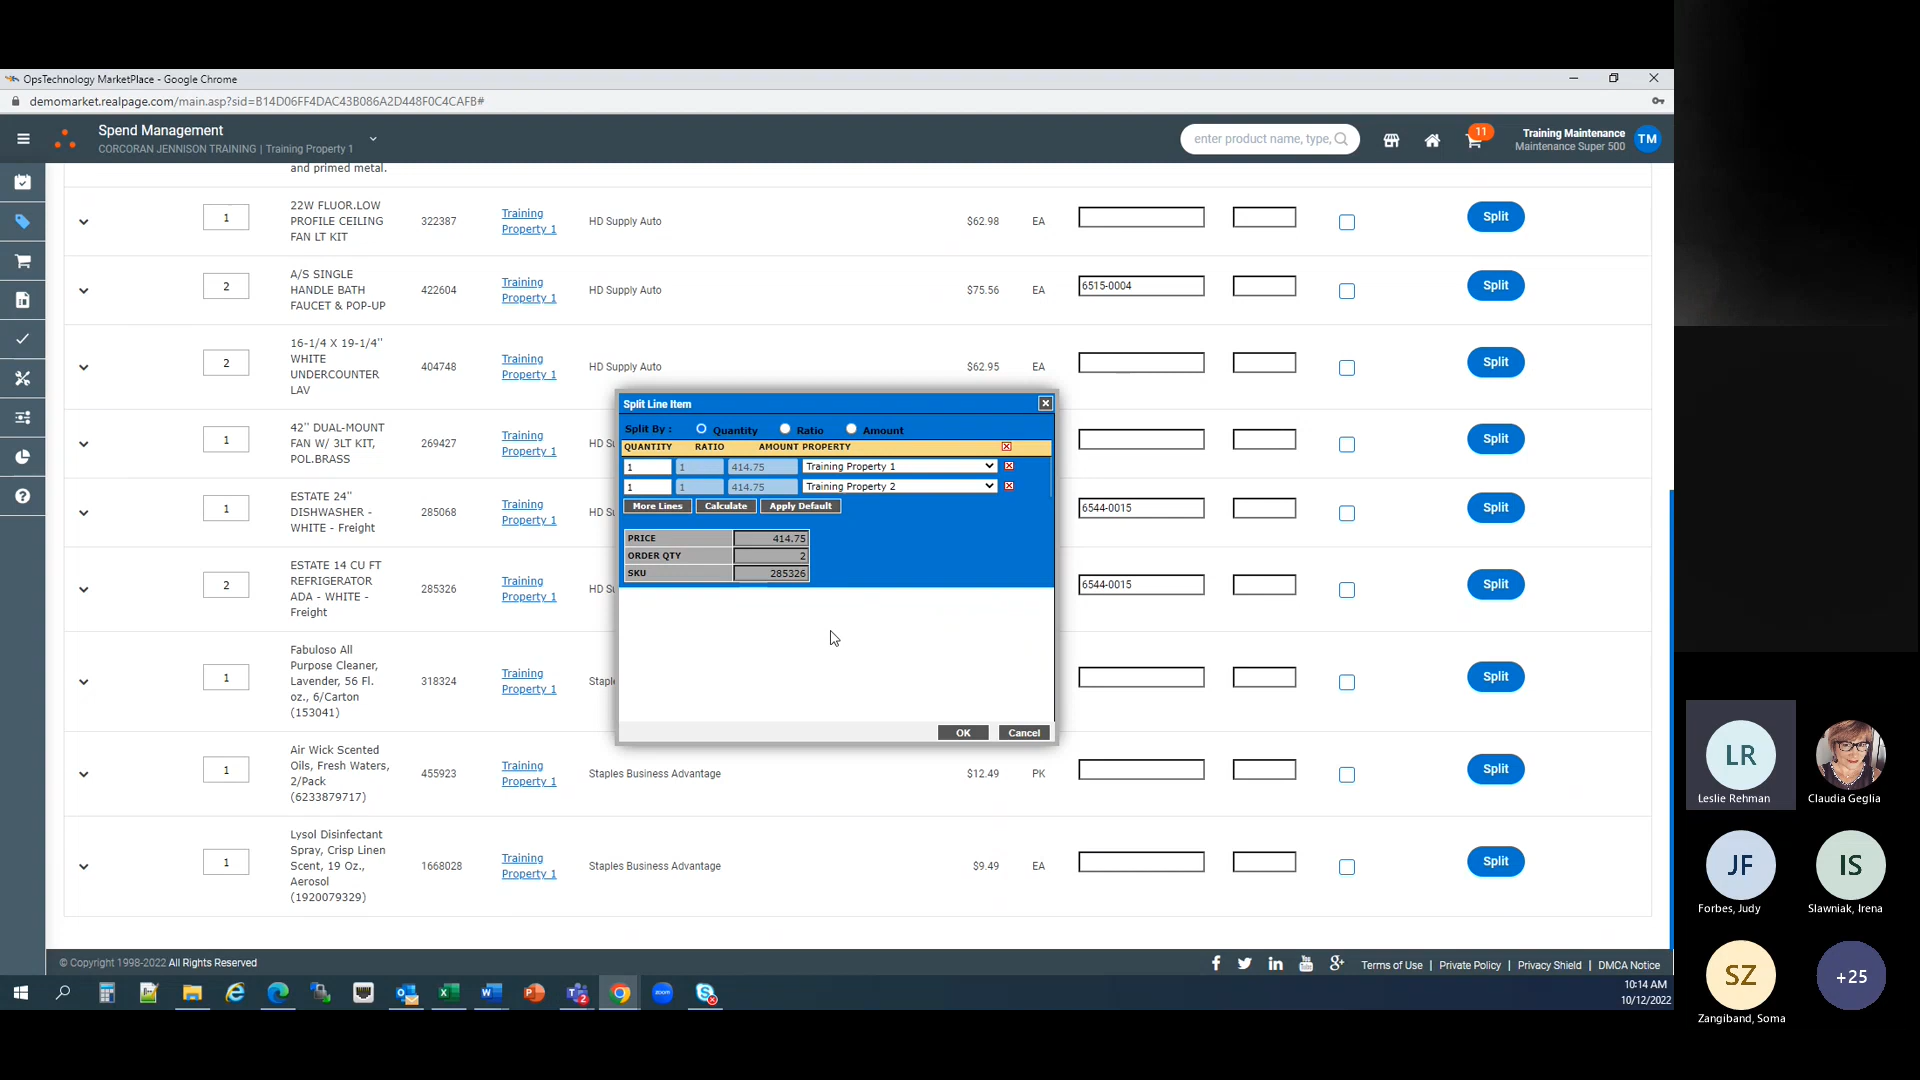 OpsTechnology MarketPlace - Google Chrome
demomarket.realpage.com/main.asp?sid=B14D06FF4DAC43B086A2D448F0C4CAFB#
Spend Management
CORCORAN JENNISON TRAINING | Training Property 1
enter product name, type,
11
Training Maintenance
Maintenance Super 500
TM
and primed metal.
1
22W FLUOR.LOW
PROFILE CEILING
FAN LT KIT
322387
Training
Property 1
HD Supply Auto
$62.98
EA
Split
2
A/S SINGLE
HANDLE BATH
FAUCET & POP-UP
422604
Training
Property 1
HD Supply Auto
$75.56
EA
6515-0004
Split
2
16-1/4 X 19-1/4''
WHITE
UNDERCOUNTER
LAV
404748
Training
Property 1
HD Supply Auto
$62.95
EA
Split
1
42'' DUAL-MOUNT
FAN W/ 3LT KIT,
POL.BRASS
269427
Training
Property 1
HD Su
Split
1
ESTATE 24''
DISHWASHER -
WHITE - Freight
285068
Training
Property 1
HD Su
6544-0015
Split
2
ESTATE 14 CU FT
REFRIGERATOR
ADA - WHITE -
Freight
285326
Training
Property 1
HD Su
6544-0015
Split
1
Fabuloso All
Purpose Cleaner,
Lavender, 56 Fl.
oz., 6/Carton
(153041)
318324
Training
Property 1
Stapl
Split
1
Air Wick Scented
Oils, Fresh Waters,
2/Pack
(6233879717)
455923
Training
Property 1
Staples Business Advantage
$12.49
PK
Split
1
Lysol Disinfectant
Spray, Crisp Linen
Scent, 19 Oz.,
Aerosol
(1920079329)
1668028
Training
Property 1
Staples Business Advantage
$9.49
EA
Split
Split Line Item
Split By : Quantity Ratio Amount
QUANTITY RATIO AMOUNT PROPERTY
1 1 414.75 Training Property 1
1 1 414.75 Training Property 2
More Lines Calculate Apply Default
PRICE 414.75
ORDER QTY 2
SKU 285326
OK Cancel
© Copyright 1998-2022 All Rights Reserved
Terms of Use | Private Policy | Privacy Shield | DMCA Notice
10:14 AM
10/12/2022
LR
Leslie Rehman
Claudia Geglia
JF
Forbes, Judy
IS
Slawniak, Irena
SZ
Zangiband, Soma
+25